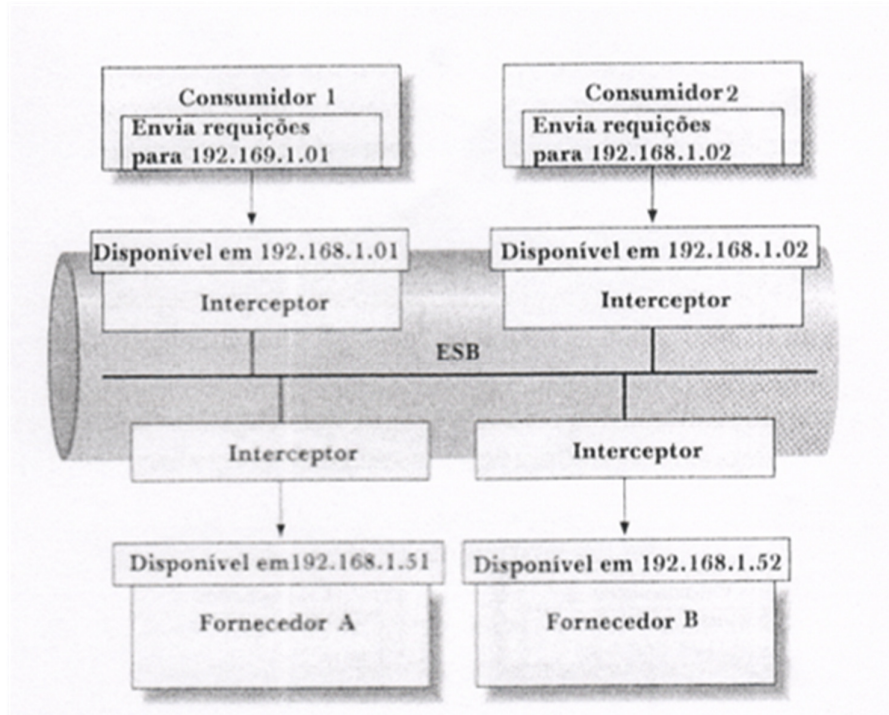 Consumidor 1
Envia requições
para 192.169.1.01
Consumidor2
Envia requições
para 192.168.1.02
Disponível em 192.168.1.01
Interceptor
Disponível em 192.168.1.02
Interceptor
ESB
Interceptor
Interceptor
Disponível em192.168.1.51
Fornecedor A
Disponível em 192.168.1.52
Fornecedor B